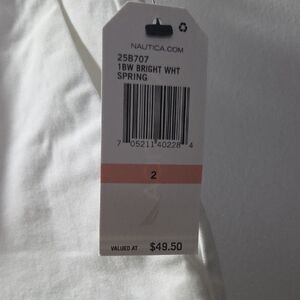 NAUTICA.COM
25B707
1BW BRIGHT WHT
SPRING
7 05211 40228 4
2
VALUED AT $49.50